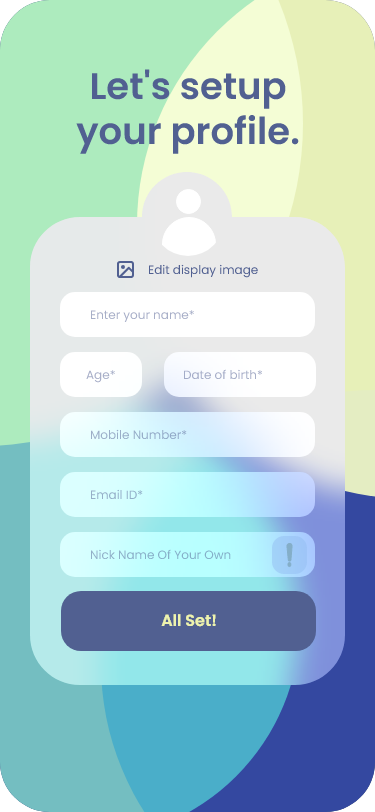 Let's setup
your profile.
Edit display image
Enter your name*
Age*
Date of birth*
Mobile Number*
Email ID*
Nick Name Of Your Own
!
All Set!